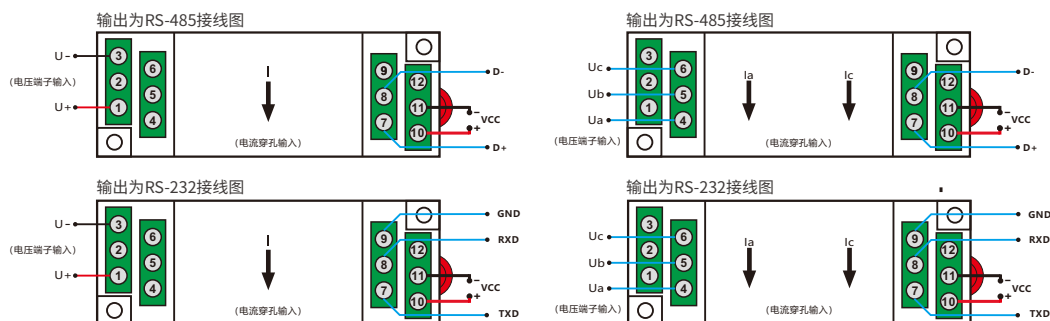 输出为RS-485接线图
U-
(电压端子输入)
U+
3
2
1
6
5
4
I
(电流穿孔输入)
9
8
7
12
11
10
D-
-
VCC
+
D+
输出为RS-485接线图
Uc
Ub
Ua
(电压端子输入)
3
2
1
6
5
4
Ia
Ic
(电流穿孔输入)
9
8
7
12
11
10
D-
-
VCC
+
D+
输出为RS-232接线图
U-
(电压端子输入)
U+
3
2
1
6
5
4
I
(电流穿孔输入)
9
8
7
12
11
10
GND
RXD
-
VCC
+
TXD
输出为RS-232接线图
Uc
Ub
Ua
(电压端子输入)
3
2
1
6
5
4
Ia
Ic
(电流穿孔输入)
9
8
7
12
11
10
GND
RXD
-
VCC
+
TXD